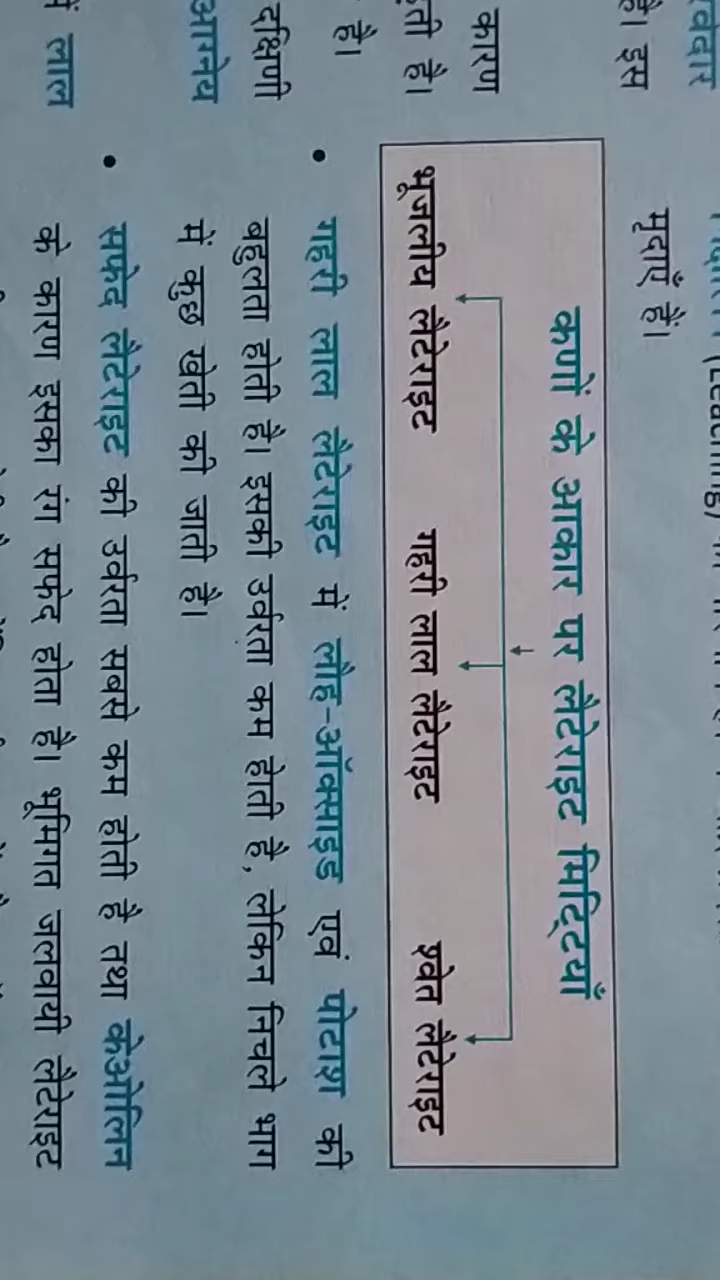 मृदाएँ हैं।
कणों के आकार पर लैटेराइट मिट्टियाँ
भूजलीय लैटेराइट गहरी लाल लैटेराइट श्वेत लैटेराइट
• गहरी लाल लैटेराइट में लौह-ऑक्साइड एवं पोटाश की
बहुलता होती है। इसकी उर्वरता कम होती है, लेकिन निचले भाग
में कुछ खेती की जाती है।
• सफेद लैटेराइट की उर्वरता सबसे कम होती है तथा केओलिन
के कारण इसका रंग सफेद होता है। भूमिगत जलवायी लैटेराइट
है। इस
कारण
है।
दक्षिणी
आग्नेय
लाल